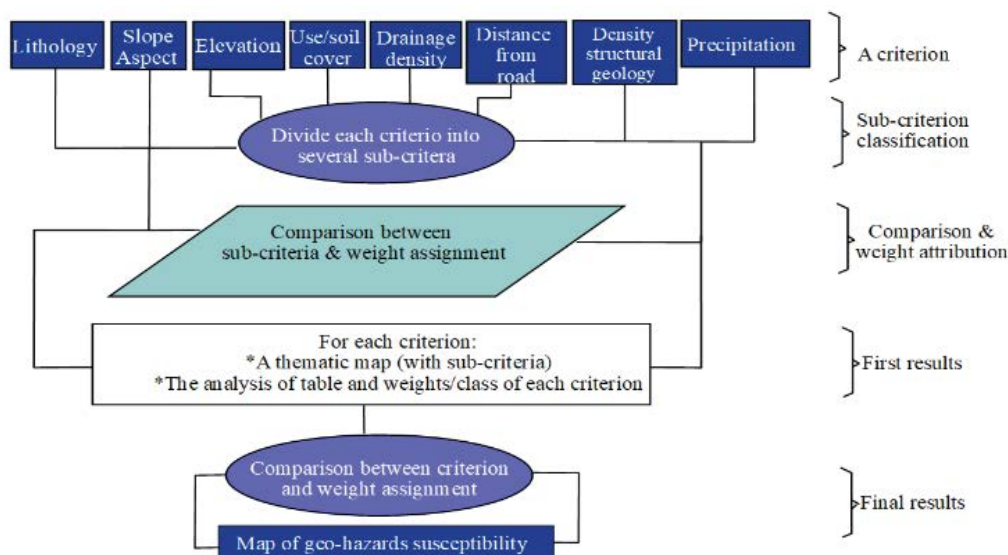 Lithology
Slope
Aspect
Elevation
Use/soil
cover
Drainage
density
Distance
from
road
Density
structural
geology
Precipitation
A criterion
Divide each criterio into
several sub-critera
Sub-criterion
classification
Comparison between
sub-criteria & weight assignment
Comparison &
weight attribution
For each criterion:
*A thematic map (with sub-criteria)
*The analysis of table and weights/class of each criterion
First results
Comparison between criterion
and weight assignment
Final results
Map of geo-hazards susceptibility